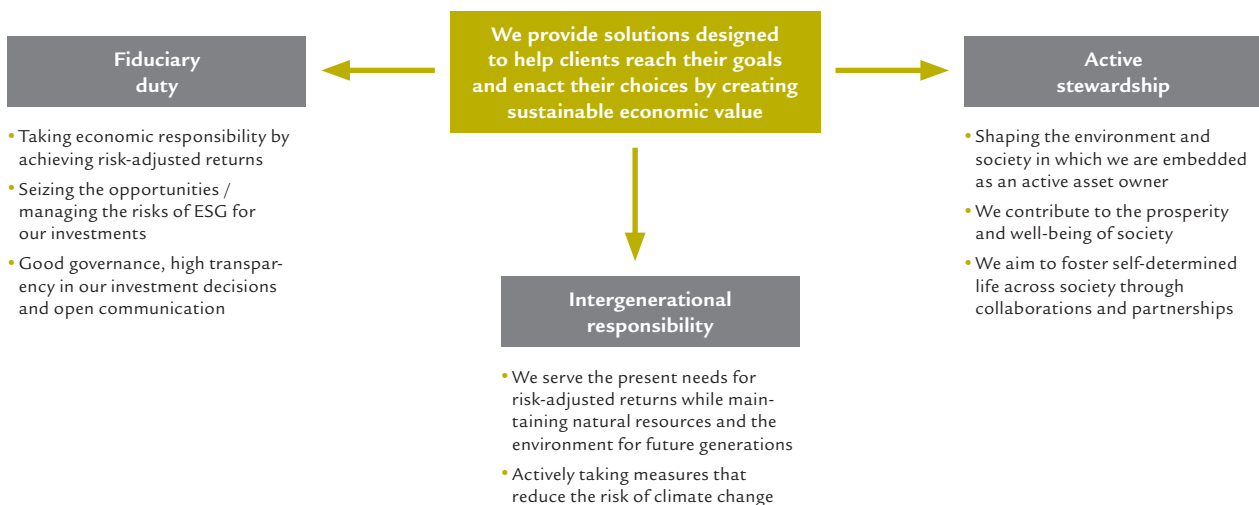 We provide solutions designed
to help clients reach their goals
and enact their choices by creating
sustainable economic value
Fiduciary
duty
• Taking economic responsibility by
achieving risk-adjusted returns
• Seizing the opportunities /
managing the risks of ESG for
our investments
• Good governance, high transpar-
ency in our investment decisions
and open communication
Intergenerational
responsibility
• We serve the present needs for
risk-adjusted returns while main-
taining natural resources and the
environment for future generations
• Actively taking measures that
reduce the risk of climate change
Active
stewardship
• Shaping the environment and
society in which we are embedded
as an active asset owner
• We contribute to the prosperity
and well-being of society
• We aim to foster self-determined
life across society through
collaborations and partnerships